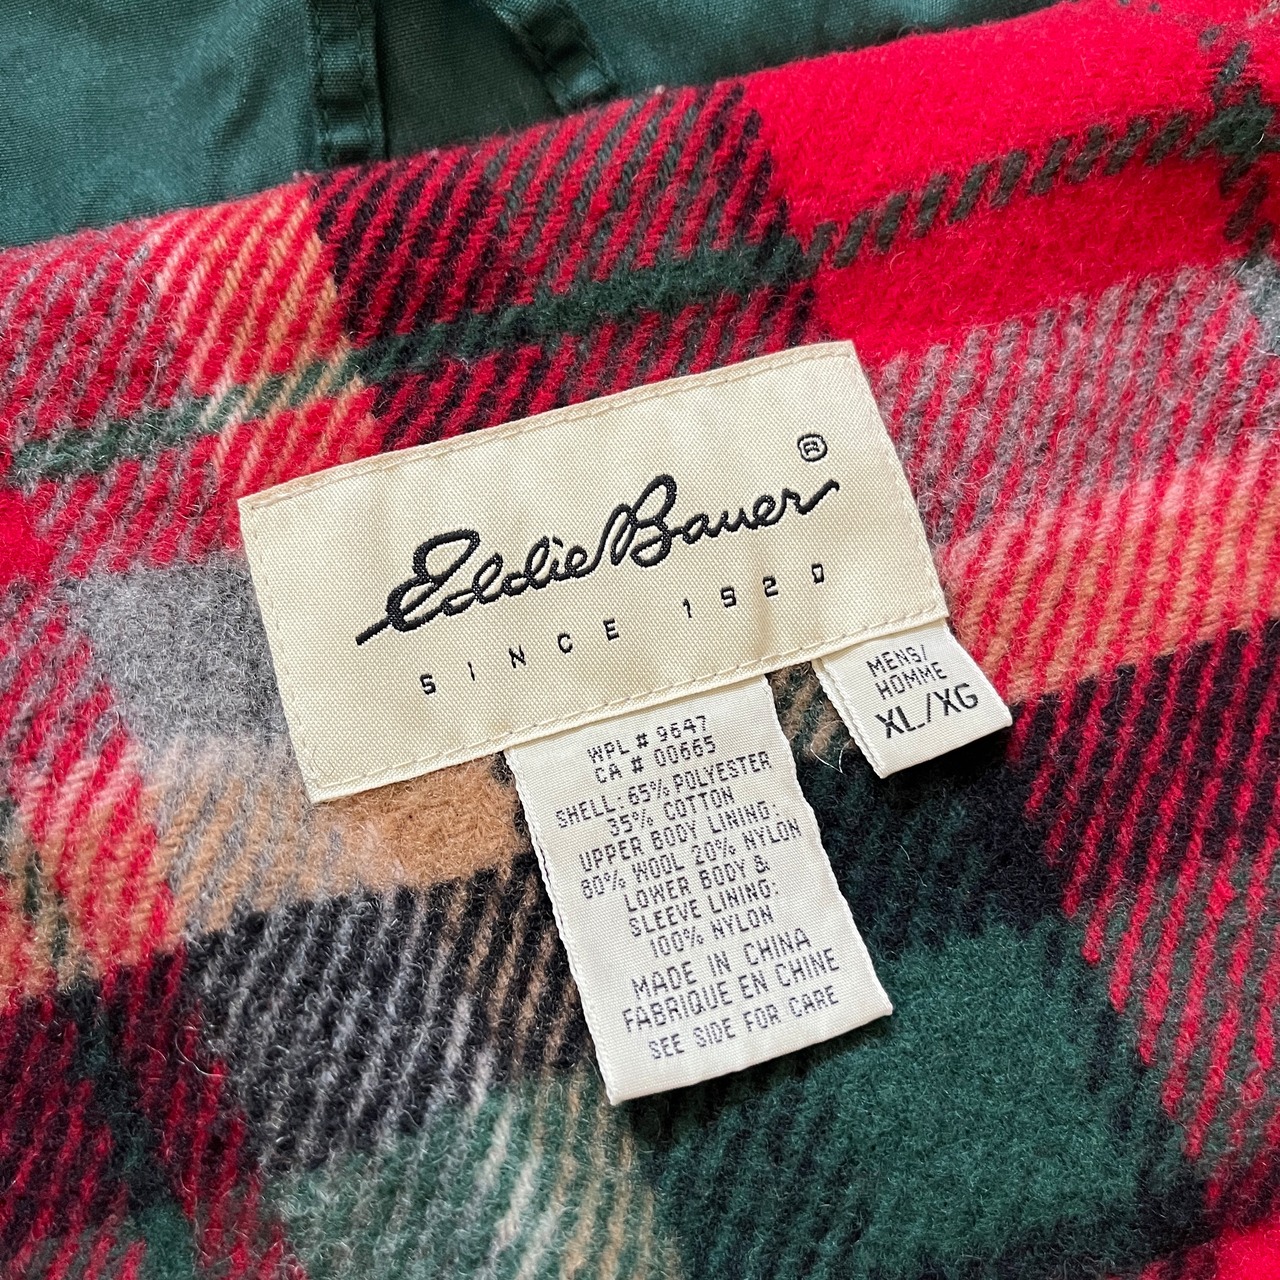 Eddie Bauer ®
SINCE 1920
MENS/
HOMME
XL/XG
WPL # 9647
CA # 00665
SHELL: 65% POLYESTER
35% COTTON
UPPER BODY LINING:
80% WOOL 20% NYLON
LOWER BODY &
SLEEVE LINING:
100% NYLON
MADE IN CHINA
FABRIQUE EN CHINE
SEE SIDE FOR CARE